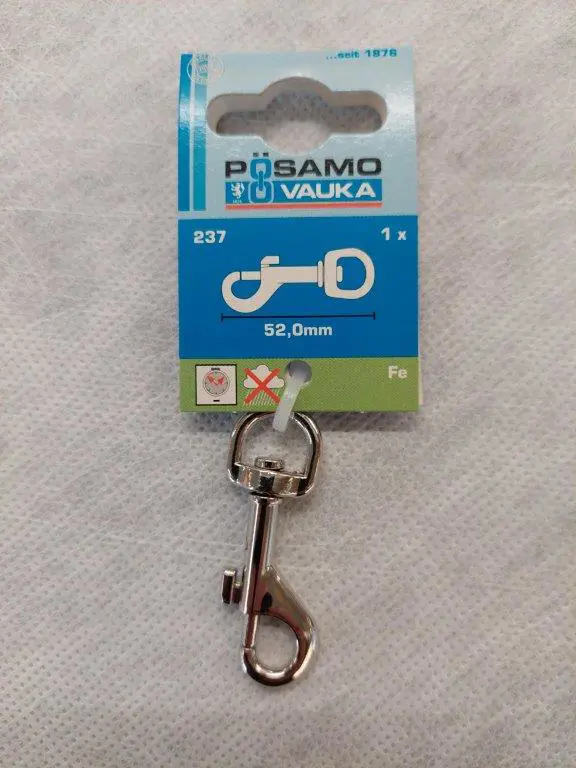 ...seit 1876
PÖSAMO
VAUKA
237
1 x
52,0mm
Fe